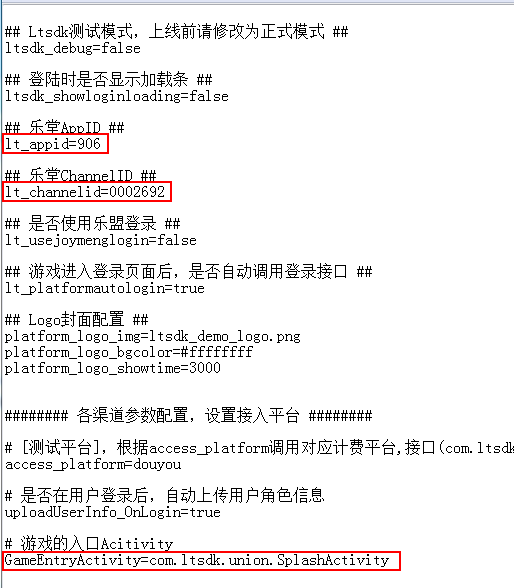 ## Ltsdk测试模式，上线前请修改为正式模式 ##
ltsdk_debug=false
## 登陆时是否显示加载条 ##
ltsdk_showloginloading=false
## 乐堂AppID ##
lt_appid=906
## 乐堂ChannelID ##
lt_channelid=0002692
## 是否使用乐盟登录 ##
lt_usejoymenglogin=false
## 游戏进入登录页面后，是否自动调用登录接口 ##
lt_platformautologin=true
## Logo封面配置 ##
platform_logo_img=ltsdk_demo_logo.png
platform_logo_bgcolor=#ffffffff
platform_logo_showtime=3000
######## 各渠道参数配置，设置接入平台 ########
# [测试平台]，根据access_platform调用对应计费平台,接口(com.ltsdk
access_platform=douyou
# 是否在用户登录后，自动上传用户角色信息
uploadUserInfo_OnLogin=true
# 游戏的入口Acitivity
GameEntryActivity=com.ltsdk.union.SplashActivity